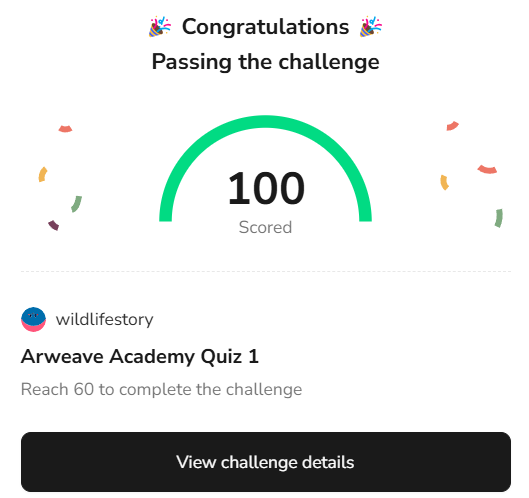 🎉 Congratulations 🎉
Passing the challenge
100
Scored
wildlifestory
Arweave Academy Quiz 1
Reach 60 to complete the challenge
View challenge details